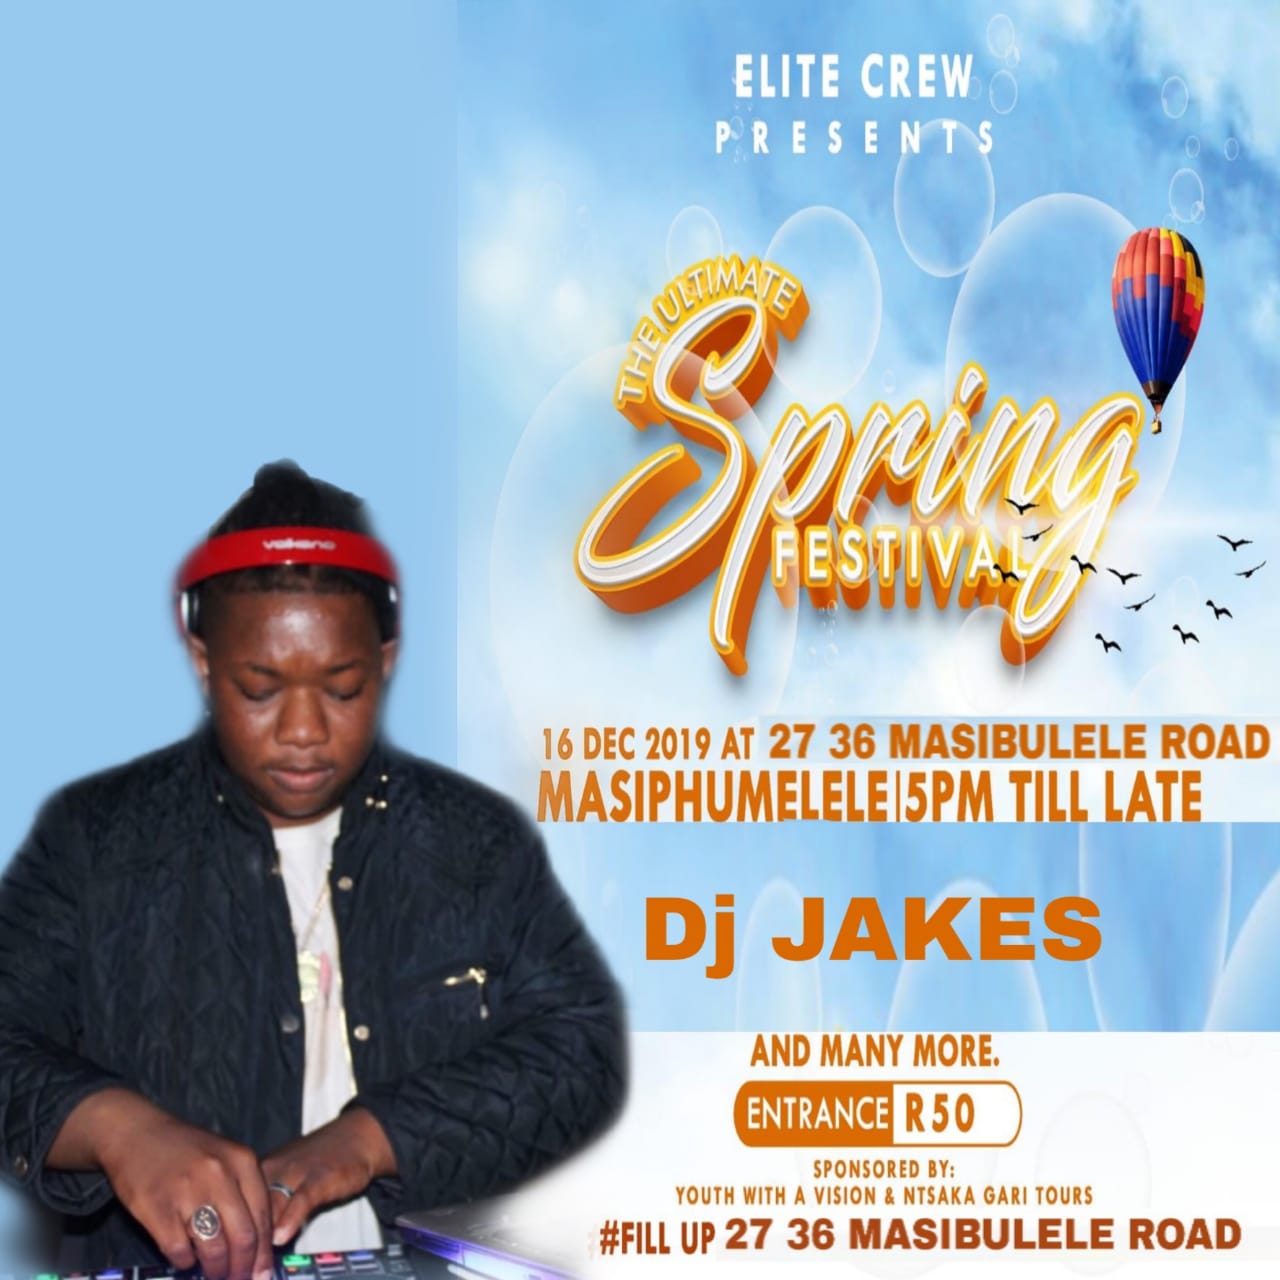 ELITE CREW
PRESENTS
THE ULTIMATE
Spring
FESTIVAL
volkano
16 DEC 2019 AT 27 36 MASIBULELE ROAD
MASIPHUMELELE|5PM TILL LATE
Dj JAKES
AND MANY MORE.
ENTRANCE R50
SPONSORED BY:
YOUTH WITH A VISION & NTSAKA GARI TOURS
#FILL UP 27 36 MASIBULELE ROAD